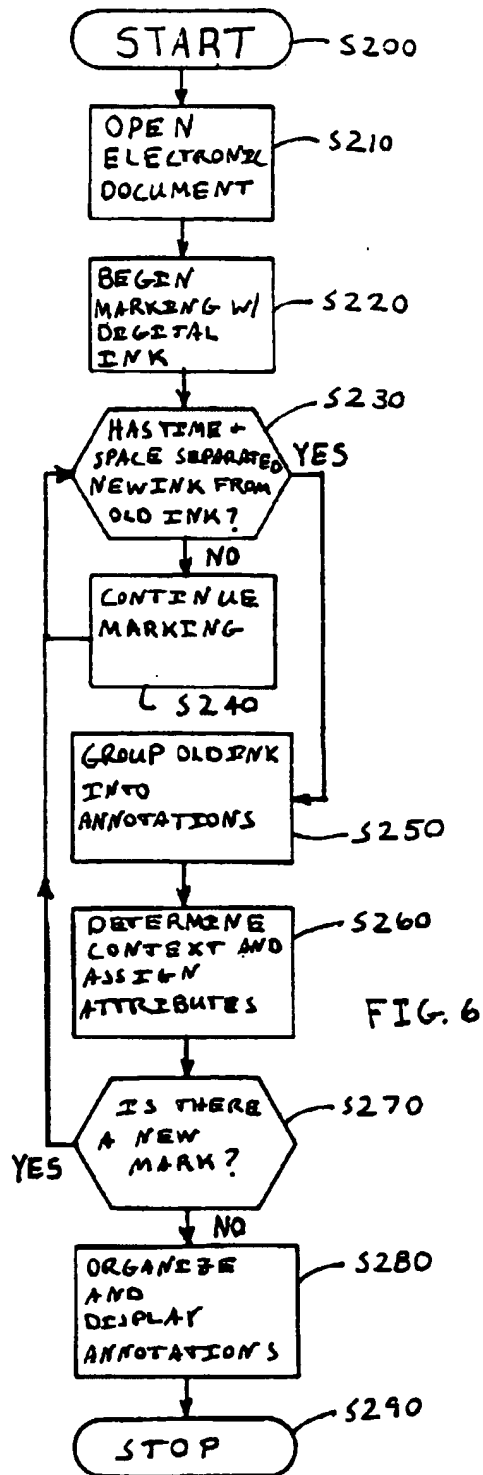 START
S200
OPEN
ELECTRONIC
DOCUMENT
S210
BEGIN
MARKING W/
DIGITAL
INK
S220
S230
HAS TIME +
SPACE SEPARATED
NEW INK FROM
OLD INK?
YES
NO
CONTINUE
MARKING
S240
GROUP OLD INK
INTO
ANNOTATIONS
S250
DETERMINE
CONTEXT AND
ASSIGN
ATTRIBUTES
S260
FIG. 6
IS THERE
A NEW
MARK?
S270
YES
NO
ORGANIZE
AND
DISPLAY
ANNOTATIONS
S280
STOP
S290